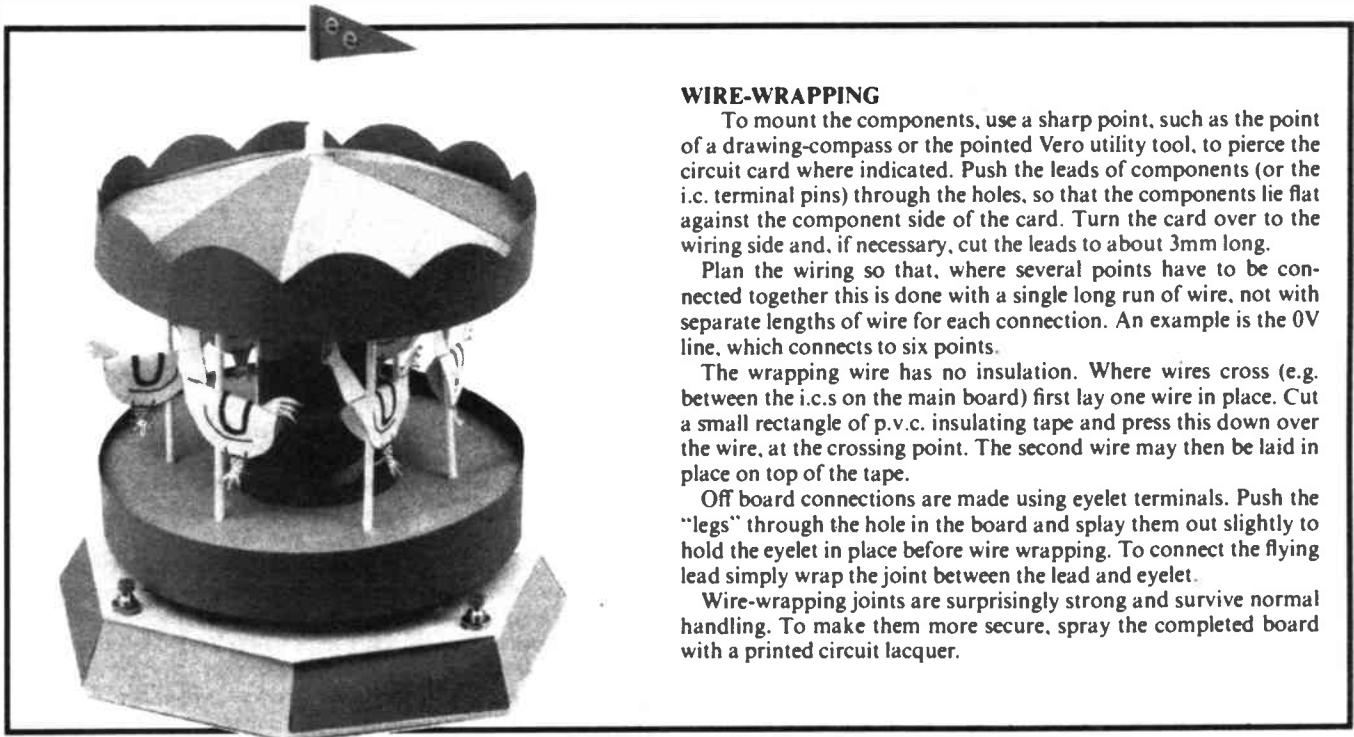 ee
WIRE-WRAPPING
To mount the components, use a sharp point, such as the point
of a drawing-compass or the pointed Vero utility tool, to pierce the
circuit card where indicated. Push the leads of components (or the
i.c. terminal pins) through the holes, so that the components lie flat
against the component side of the card. Turn the card over to the
wiring side and, if necessary, cut the leads to about 3mm long.
Plan the wiring so that, where several points have to be con-
nected together this is done with a single long run of wire, not with
separate lengths of wire for each connection. An example is the 0V
line, which connects to six points.
The wrapping wire has no insulation. Where wires cross (e.g.
between the i.c.s on the main board) first lay one wire in place. Cut
a small rectangle of p.v.c. insulating tape and press this down over
the wire, at the crossing point. The second wire may then be laid in
place on top of the tape.
Off board connections are made using eyelet terminals. Push the
"legs" through the hole in the board and splay them out slightly to
hold the eyelet in place before wire wrapping. To connect the flying
lead simply wrap the joint between the lead and eyelet.
Wire-wrapping joints are surprisingly strong and survive normal
handling. To make them more secure, spray the completed board
with a printed circuit lacquer.